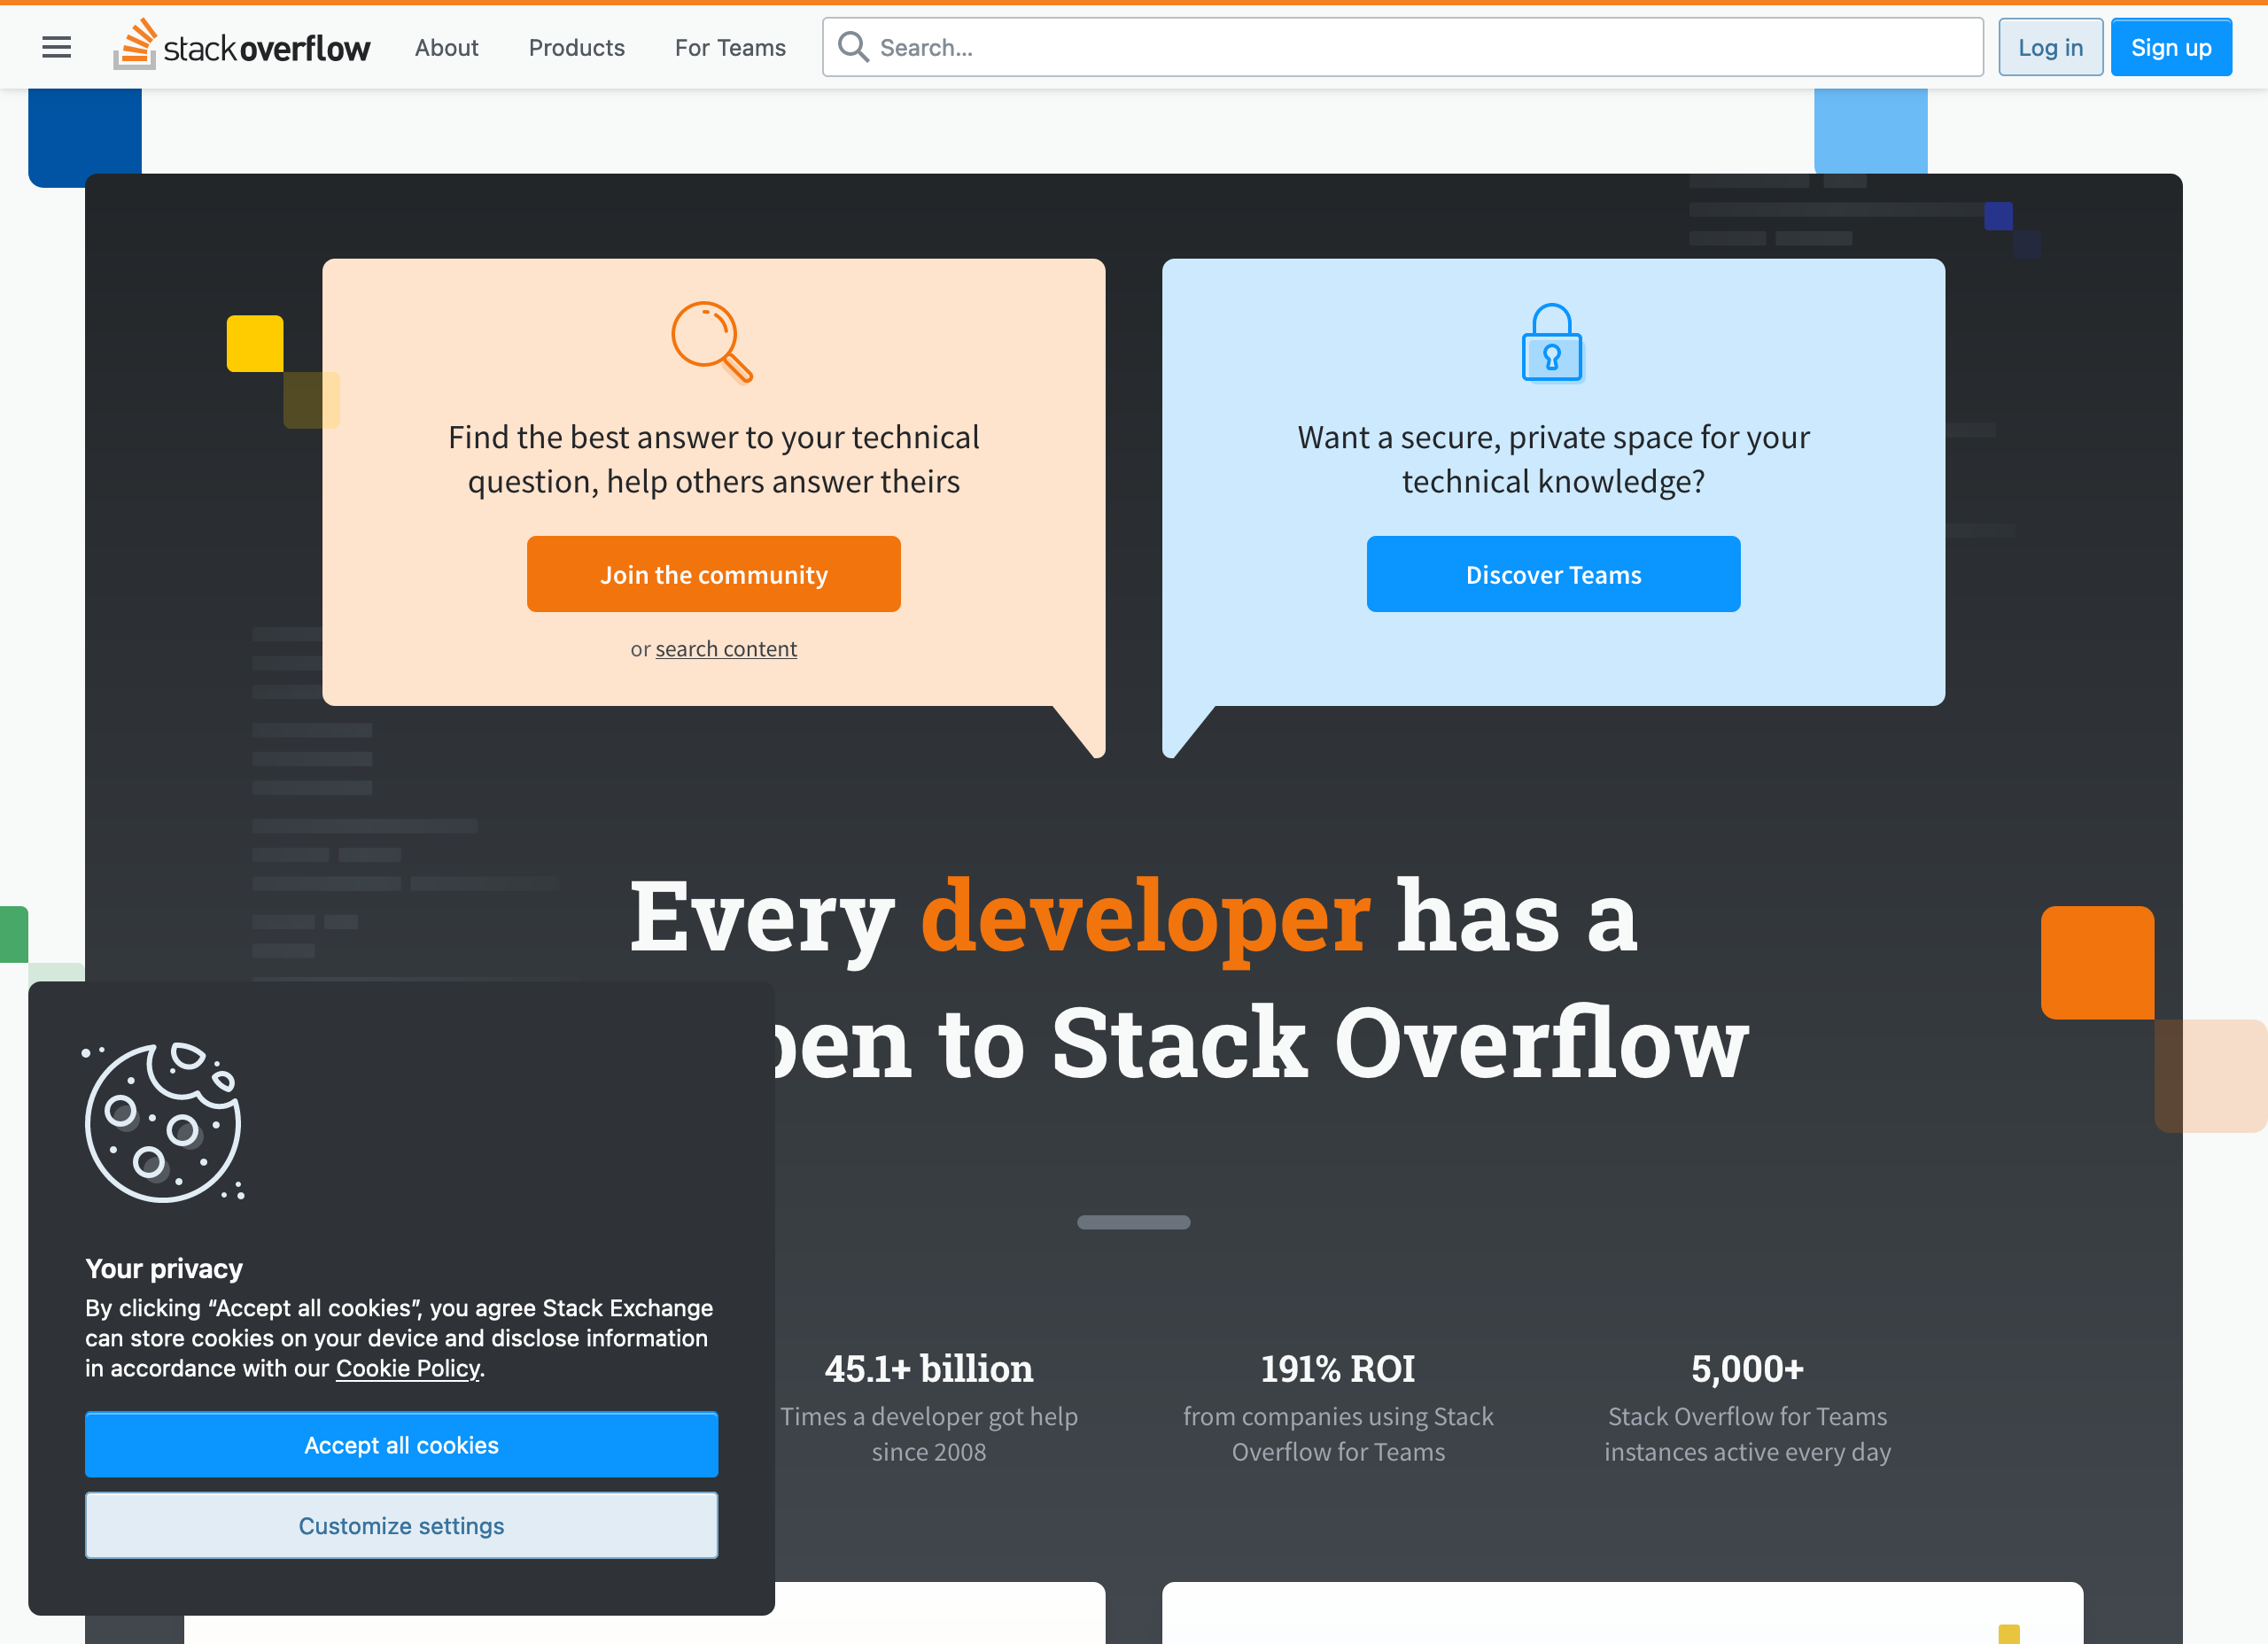 stackoverflow
About
Products
For Teams
Search...
Log in
Sign up
Find the best answer to your technical
question, help others answer theirs
Join the community
or search content
Want a secure, private space for your
technical knowledge?
Discover Teams
Every developer has a
pen to Stack Overflow
45.1+ billion
Times a developer got help
since 2008
191% ROI
from companies using Stack
Overflow for Teams
5,000+
Stack Overflow for Teams
instances active every day
Your privacy
By clicking “Accept all cookies”, you agree Stack Exchange
can store cookies on your device and disclose information
in accordance with our Cookie Policy.
Accept all cookies
Customize settings